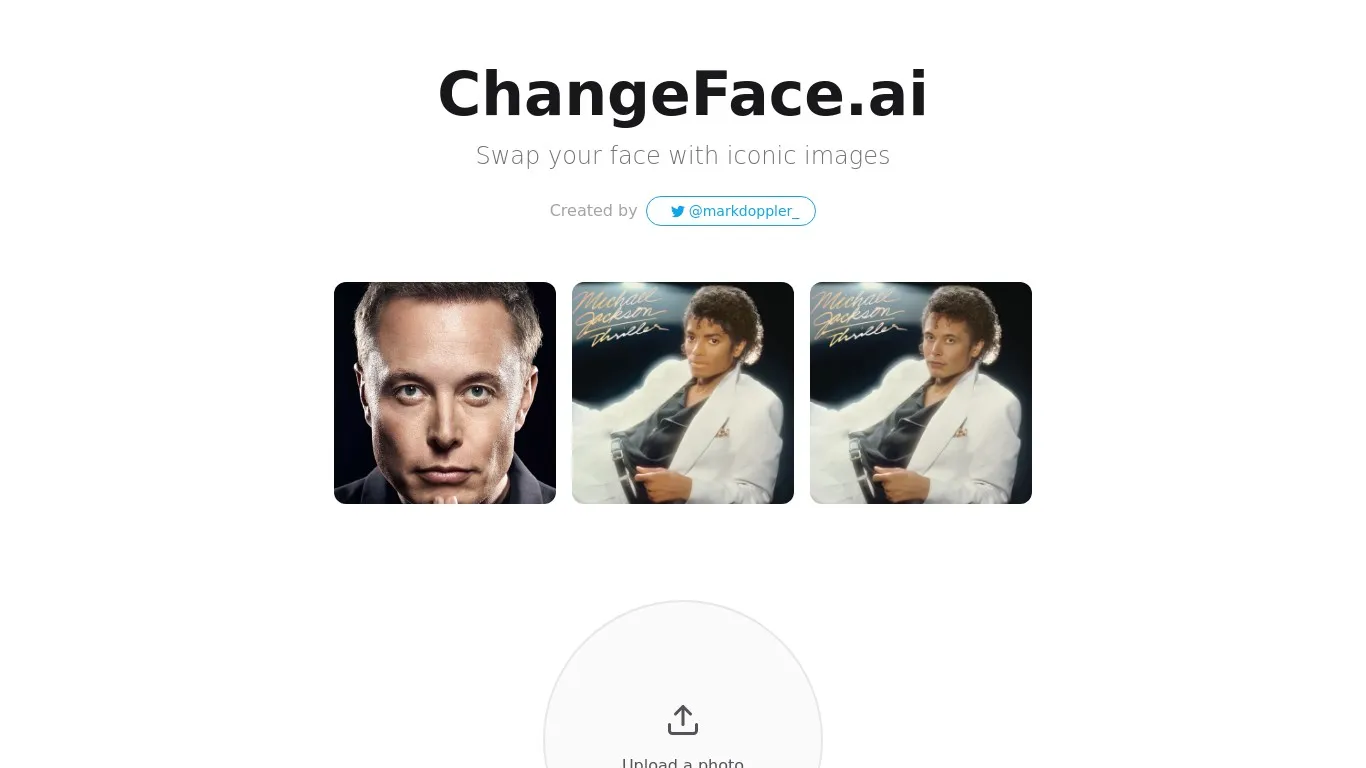 ChangeFace.ai
Swap your face with iconic images
Created by @markdoppler_
Michael
Jackson
Thriller
Michael
Jackson
Thriller
Upload a photo